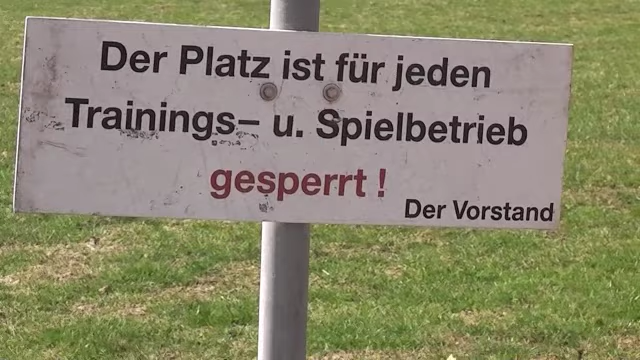 Der Platz ist für jeden
Trainings- u. Spielbetrieb
gesperrt!
Der Vorstand